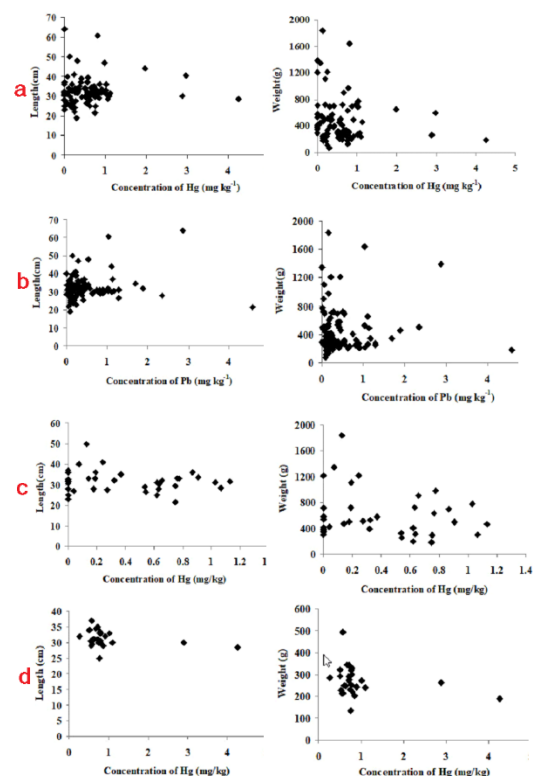 a
Length(cm)
70
60
50
40
30
20
10
0
0 1 2 3 4
Concentration of Hg (mg kg-1)
Weight(g)
2000
1600
1200
800
400
0
0 1 2 3 4 5
Concentration of Hg (mg kg-1)
b
Length(cm)
70
60
50
40
30
20
10
0
0 1 2 3 4
Concentration of Pb (mg kg-1)
Weight(g)
2100
1800
1500
1200
900
600
300
0
0 1 2 3 4
Concentration of Pb (mg kg-1)
c
Length(cm)
60
50
40
30
20
10
0
0 0.2 0.4 0.6 0.8 1 1.2 1
Concentration of Hg (mg/kg)
Weight (g)
2000
1600
1200
800
400
0
0 0.2 0.4 0.6 0.8 1 1.2 1.4
Concentration of Hg (mg/kg)
d
Length (cm)
40
35
30
25
20
15
10
5
0
0 1 2 3 4
Concentration of Hg (mg/kg)
Weight (g)
600
500
400
300
200
100
0
0 1 2 3 4
Concentration of Hg (mg/kg)